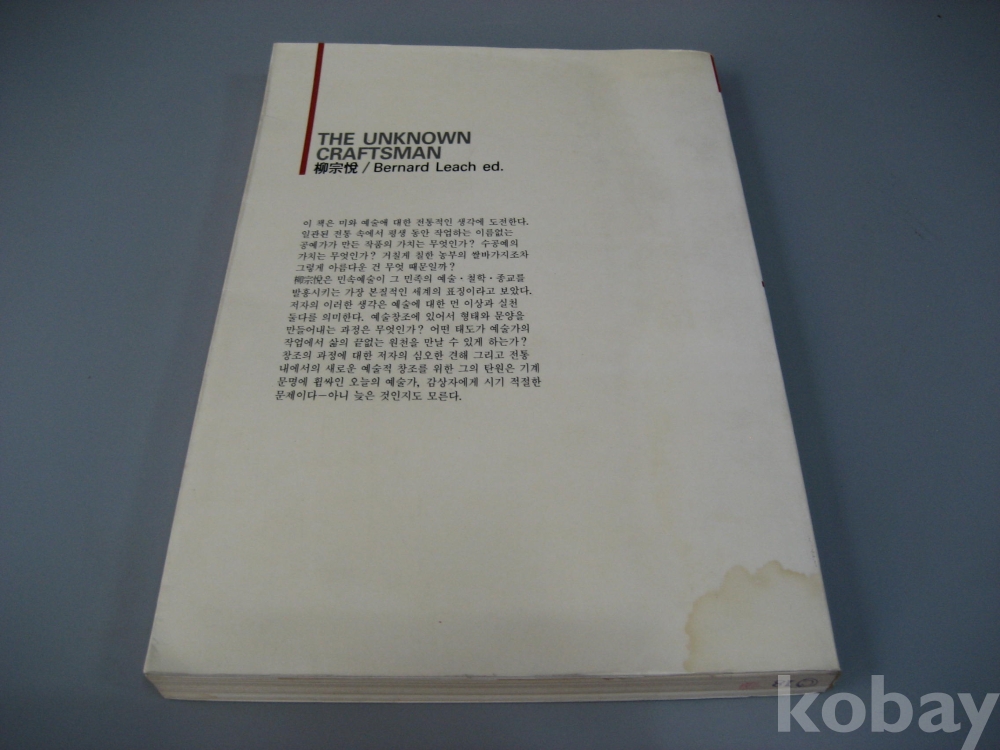 THE UNKNOWN
CRAFTSMAN
柳宗悅 / Bernard Leach ed.
이 책은 미와 예술에 대한 전통적인 생각에 도전한다.
일관된 전통 속에서 평생 동안 작업하는 이름없는
공예가가 만든 작품의 가치는 무엇인가? 수공예의
가치는 무엇인가? 거칠게 칠한 농부의 쌀바가지조차
그렇게 아름다운 건 무엇 때문일까?
柳宗悅은 민속예술이 그 민족의 예술·철학·종교를
발흥시키는 가장 본질적인 세계의 표징이라고 보았다.
저자의 이러한 생각은 예술에 대한 먼 이상과 실천
둘다를 의미한다. 예술창조에 있어서 형태와 문양을
만들어내는 과정은 무엇인가? 어떤 태도가 예술가의
작업에서 삶의 끝없는 원천을 만날 수 있게 하는가?
창조의 과정에 대한 저자의 심오한 견해 그리고 전통
내에서의 새로운 예술적 창조를 위한 그의 탄원은 기계
문명에 휩싸인 오늘의 예술가, 감상자에게 시기 적절한
문제이다—아니 늦은 것인지도 모른다.
kobay